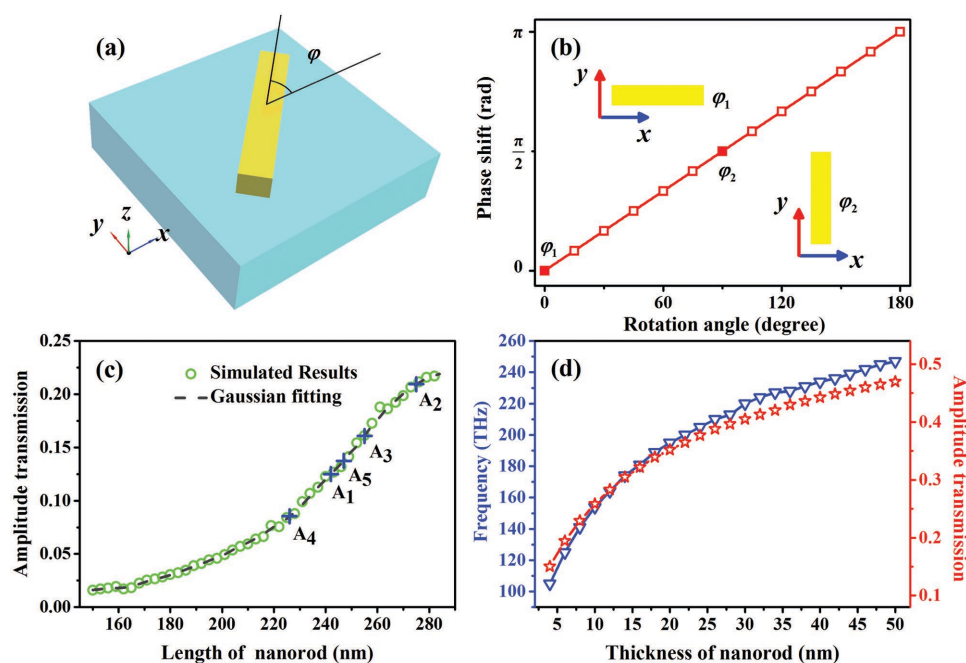 (a)
φ
y
z
x
(b)
Phase shift (rad)
π
π/2
0
y
x
φ1
φ2
φ1
y
x
φ2
0 60 120 180
Rotation angle (degree)
(c)
Amplitude transmission
0.25
0.20
0.15
0.10
0.05
0.00
Simulated Results
Gaussian fitting
A2
A3
A5
A1
A4
160 180 200 220 240 260 280
Length of nanorod (nm)
(d)
Frequency (THz)
260
240
220
200
180
160
140
120
100
0.5
0.4
0.3
0.2
0.1
Amplitude transmission
5 10 15 20 25 30 35 40 45 50
Thickness of nanorod (nm)